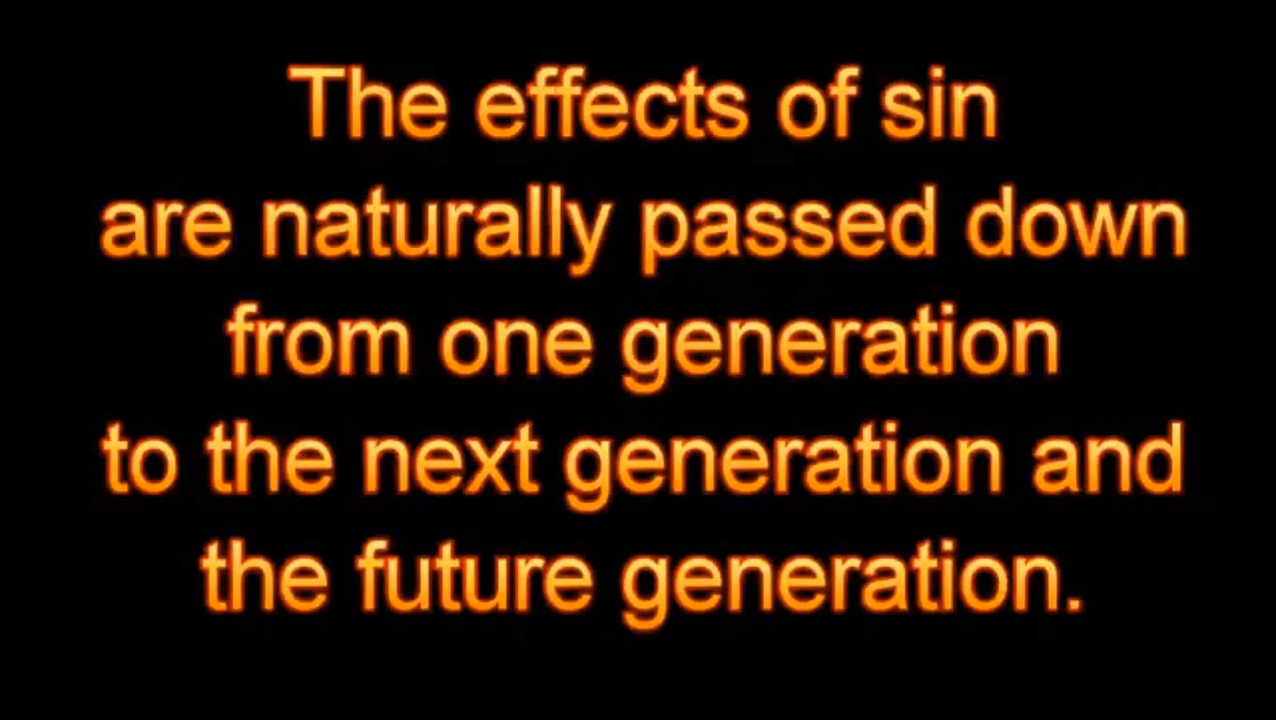 The effects of sin
are naturally passed down
from one generation
to the next generation and
the future generation.